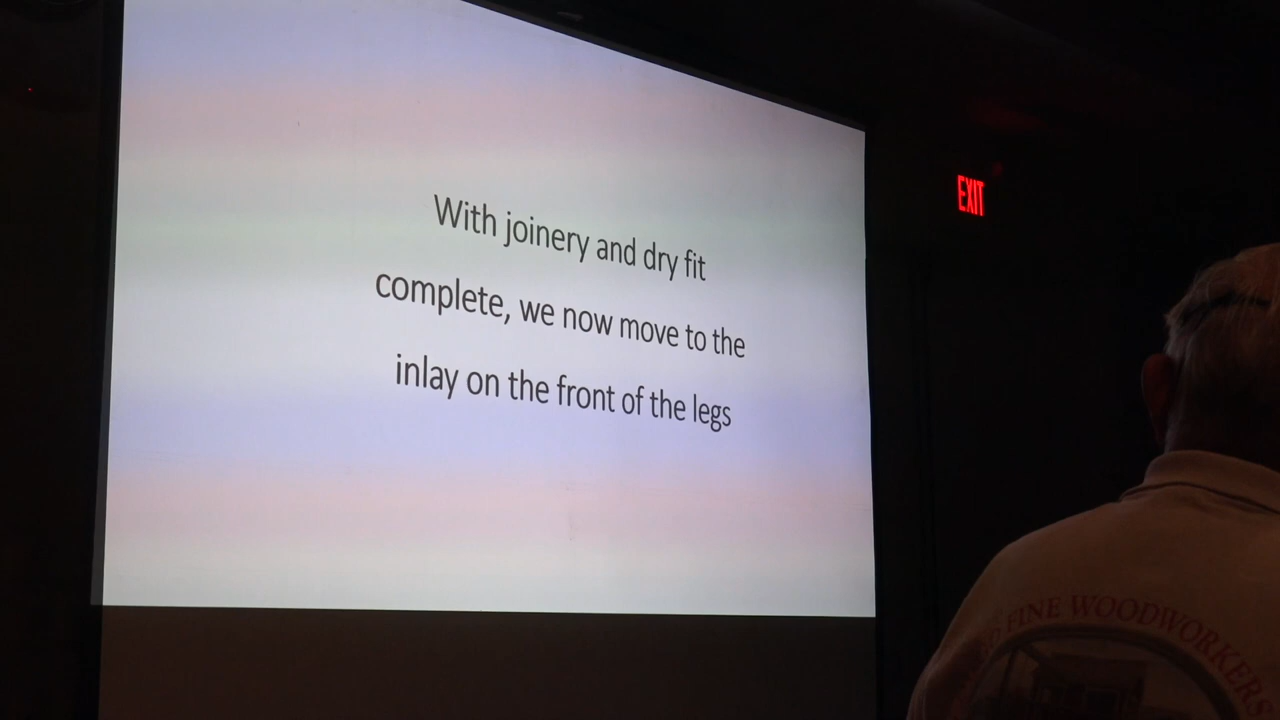 With joinery and dry fit
complete, we now move to the
inlay on the front of the legs
EXIT
FINE WOODWORKERS